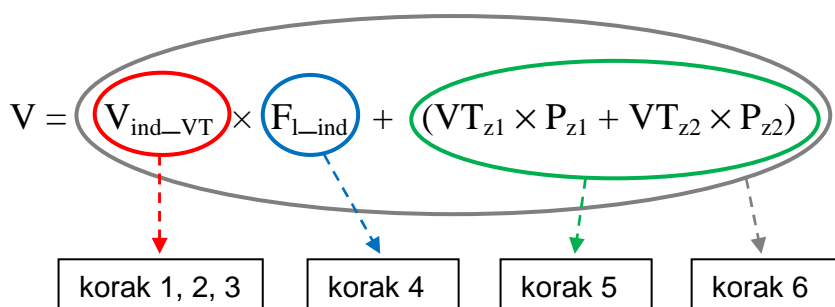 V = V_ind_VT × F_l_ind + (VT_z1 × P_z1 + VT_z2 × P_z2)
korak 1, 2, 3 korak 4 korak 5 korak 6